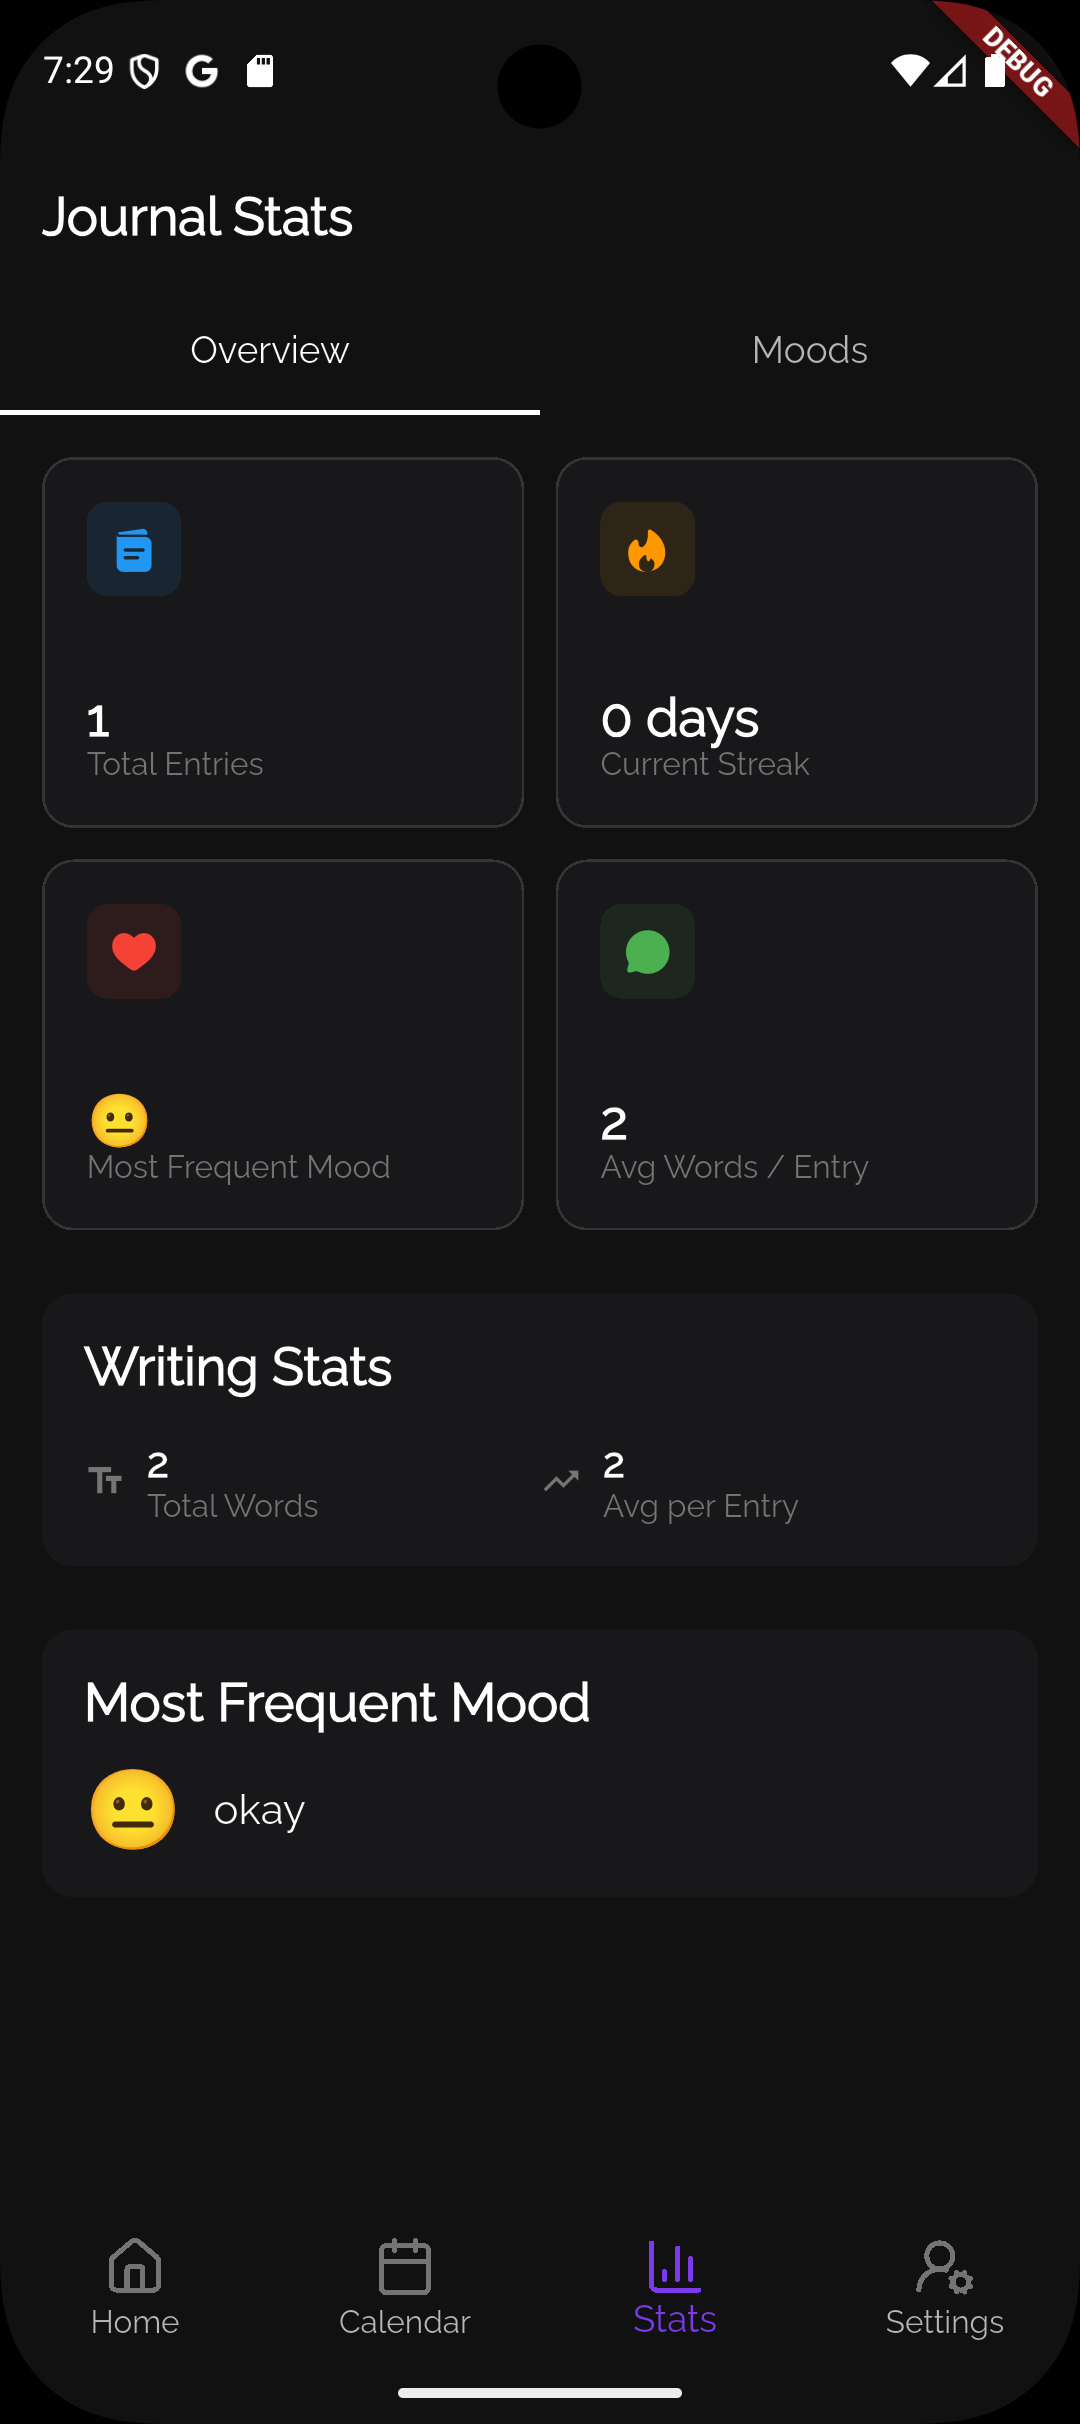 7:29
DEBUG
Journal Stats
Overview
Moods
1
Total Entries
0 days
Current Streak
Most Frequent Mood
2
Avg Words / Entry
Writing Stats
2
Total Words
2
Avg per Entry
Most Frequent Mood
okay
Home
Calendar
Stats
Settings